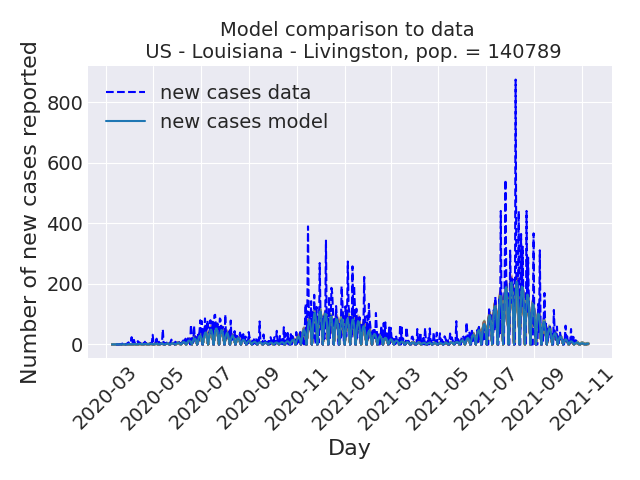 Model comparison to data
US - Louisiana - Livingston, pop. = 140789
Number of new cases reported
800
600
400
200
0
new cases data
new cases model
2020-03
2020-05
2020-07
2020-09
2020-11
2021-01
2021-03
2021-05
2021-07
2021-09
2021-11
Day